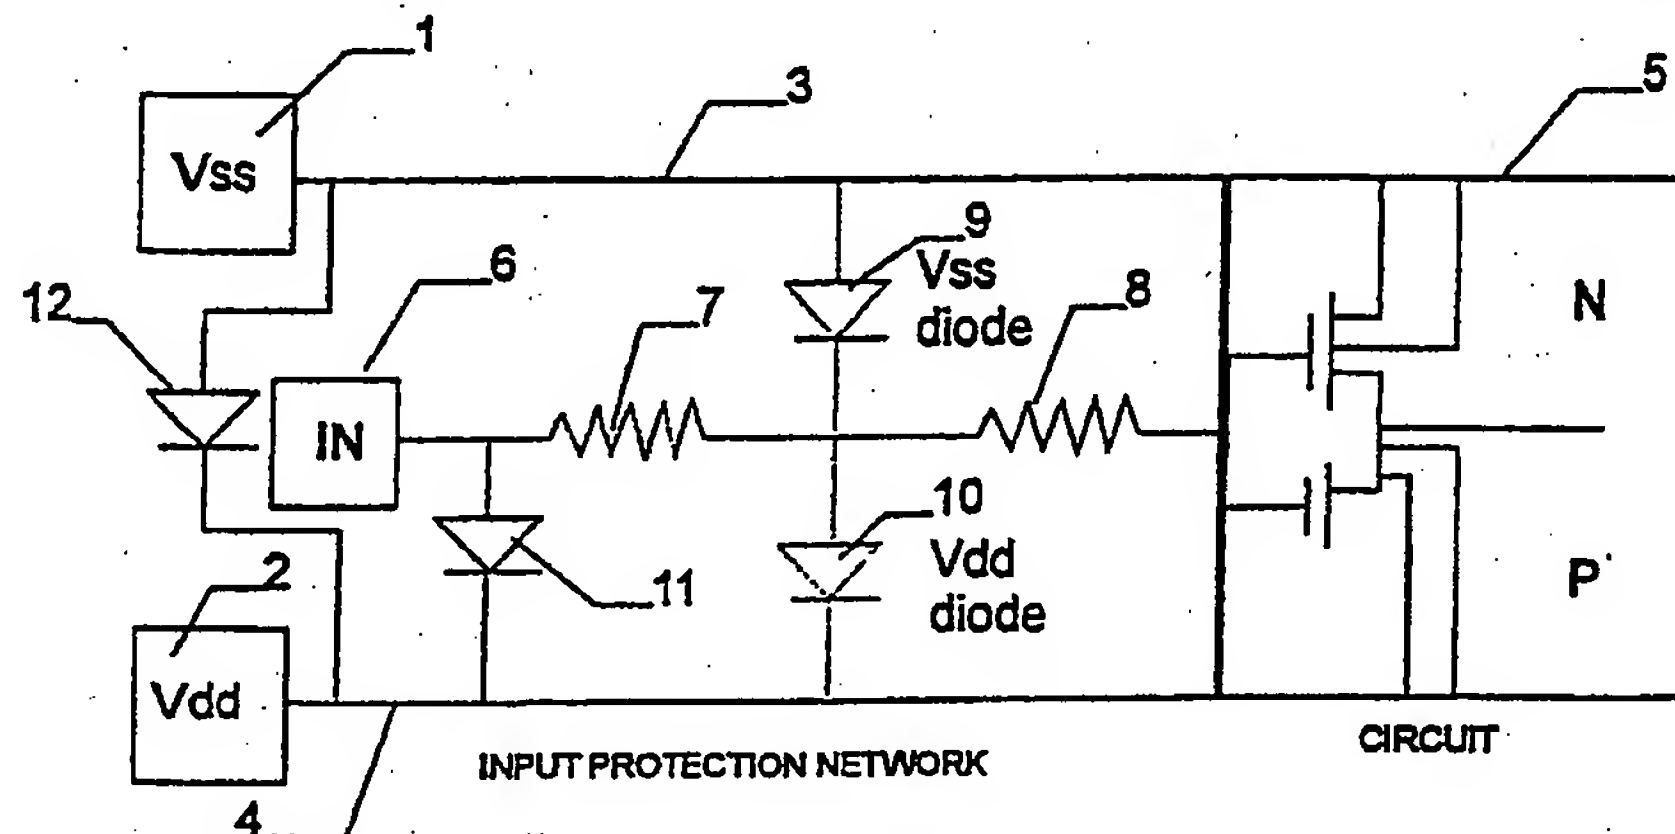 1
3
5
Vss
9
Vss
diode
6
12
7
8
N
IN
10
Vdd
diode
11
2
P
Vdd
CIRCUIT
INPUT PROTECTION NETWORK
4